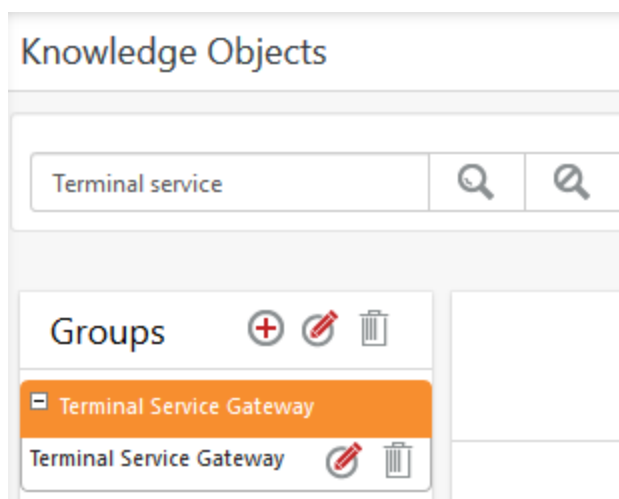 Knowledge Objects
Terminal service
Groups
Terminal Service Gateway
Terminal Service Gateway